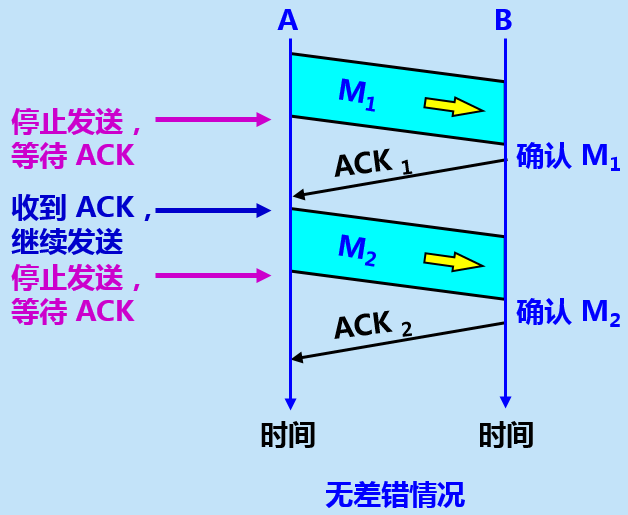 A
B
M1
停止发送，
等待 ACK
ACK 1
确认 M1
收到 ACK，
继续发送
M2
停止发送，
等待 ACK
ACK 2
确认 M2
时间
时间
无差错情况